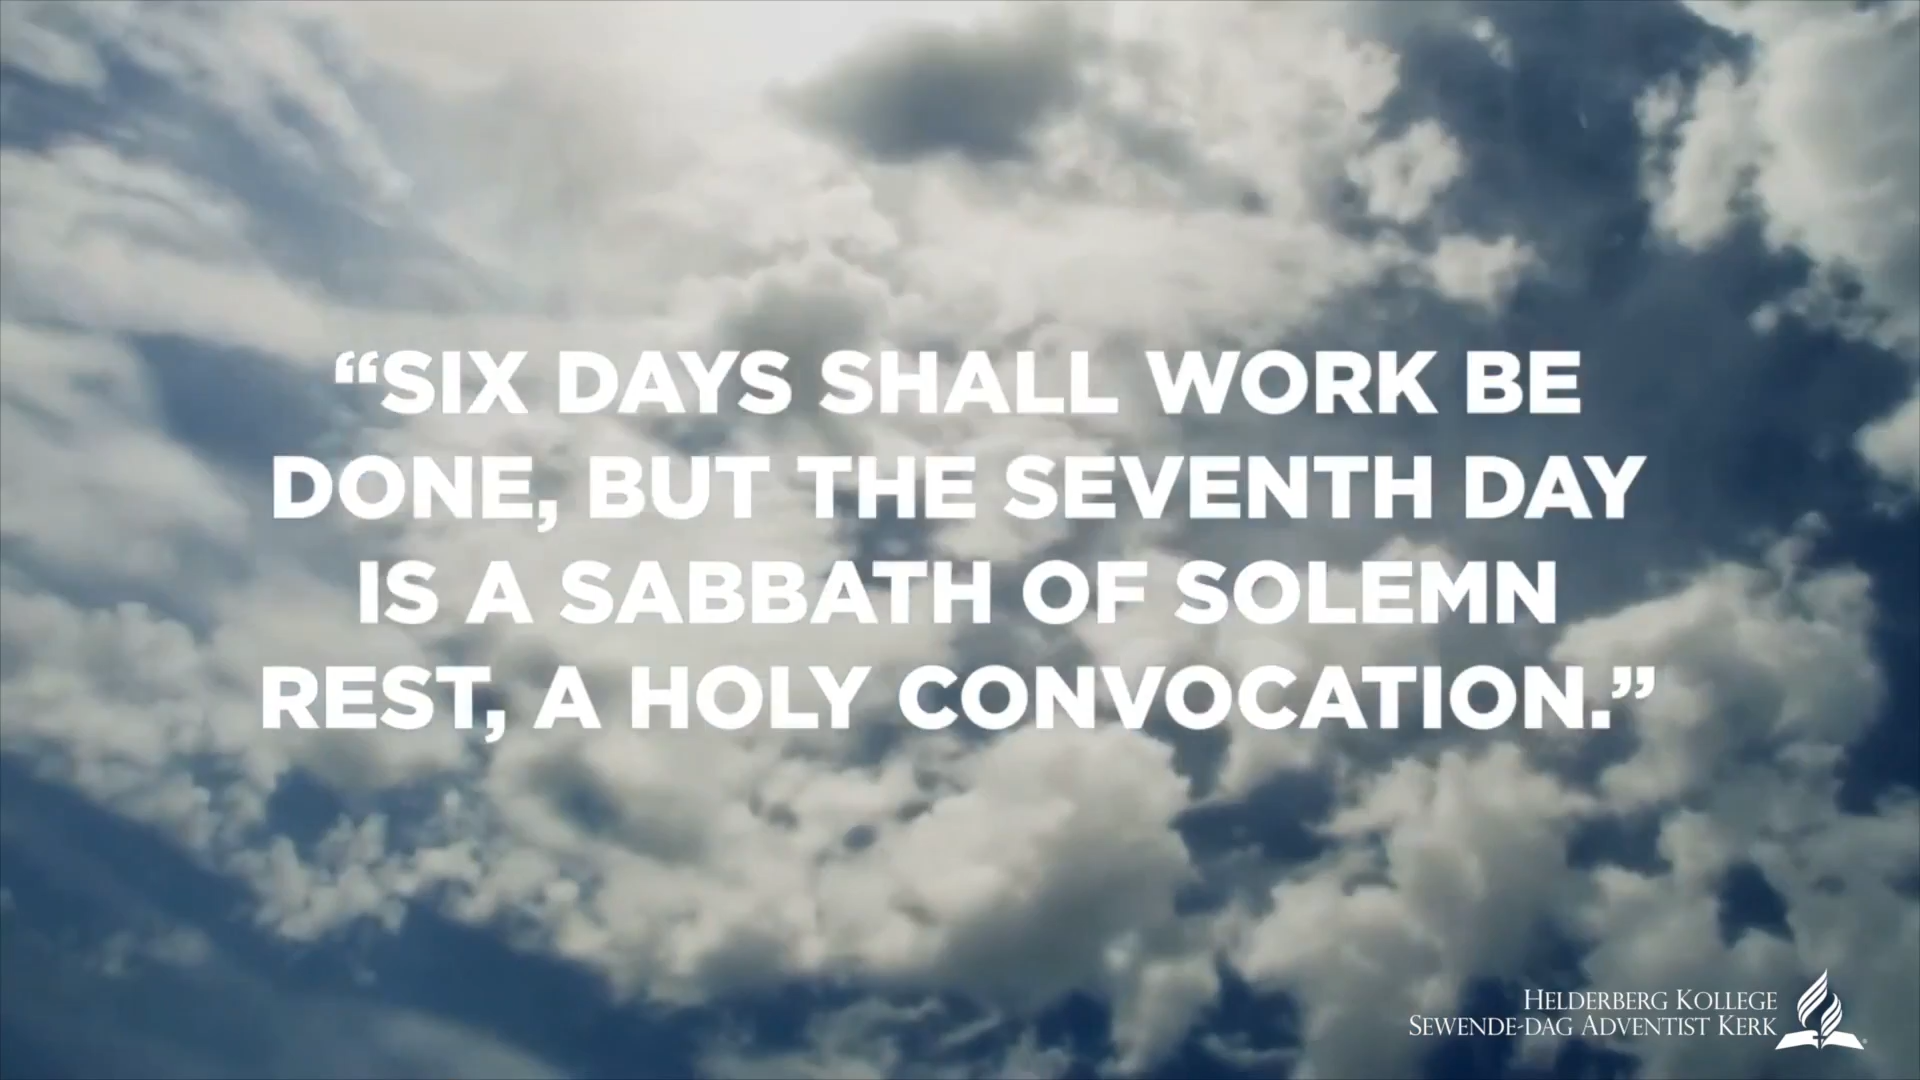 “SIX DAYS SHALL WORK BE
DONE, BUT THE SEVENTH DAY
IS A SABBATH OF SOLEMN
REST, A HOLY CONVOCATION.”
HELDERBERG KOLLEGE
SEWENDE-DAG ADVENTIST KERK